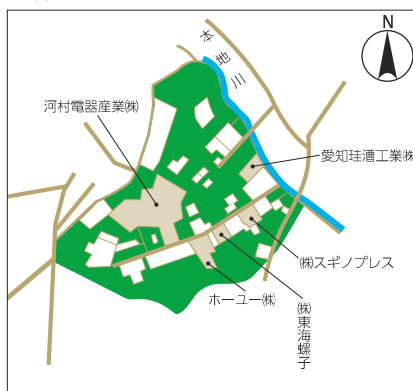 N
本地川
河村電器産業㈱
愛知珪漕工業㈱
㈱スギノプレス
㈱東海螺子
ホーユー㈱